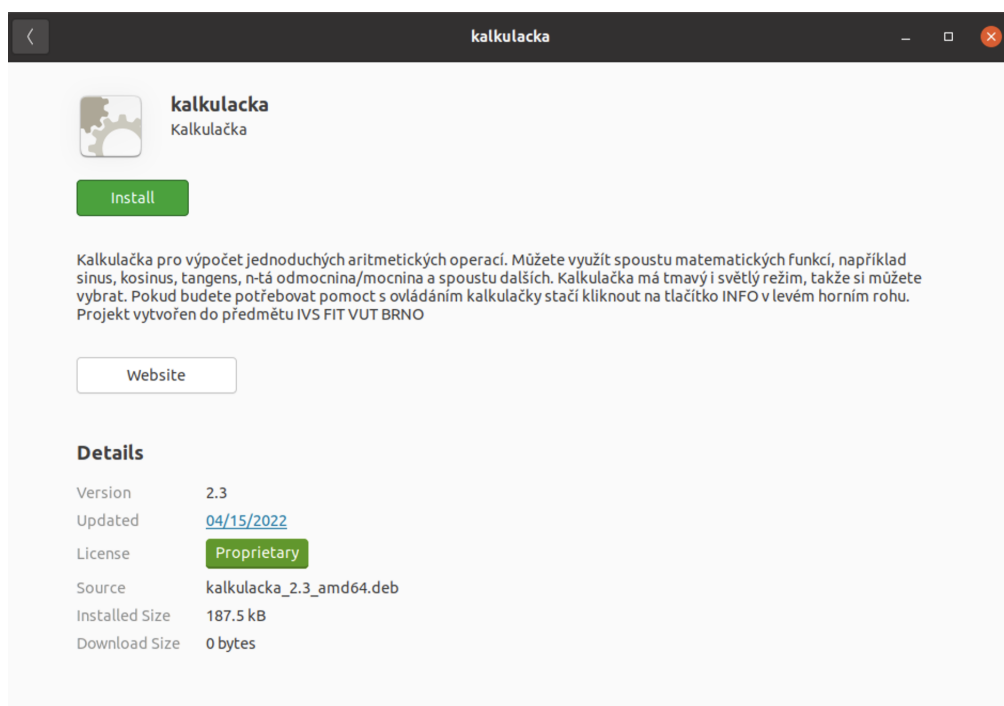 kalkulacka
kalkulacka
Kalkulačka
Install
Kalkulačka pro výpočet jednoduchých aritmetických operací. Můžete využít spoustu matematických funkcí, například
sinus, kosinus, tangens, n-tá odmocnina/mocnina a spoustu dalších. Kalkulačka má tmavý i světlý režim, takže si můžete
vybrat. Pokud budete potřebovat pomoct s ovládáním kalkulačky stačí kliknout na tlačítko INFO v levém horním rohu.
Projekt vytvořen do předmětu IVS FIT VUT BRNO
Website
Details
Version 2.3
Updated 04/15/2022
License Proprietary
Source kalkulacka_2.3_amd64.deb
Installed Size 187.5 kB
Download Size 0 bytes